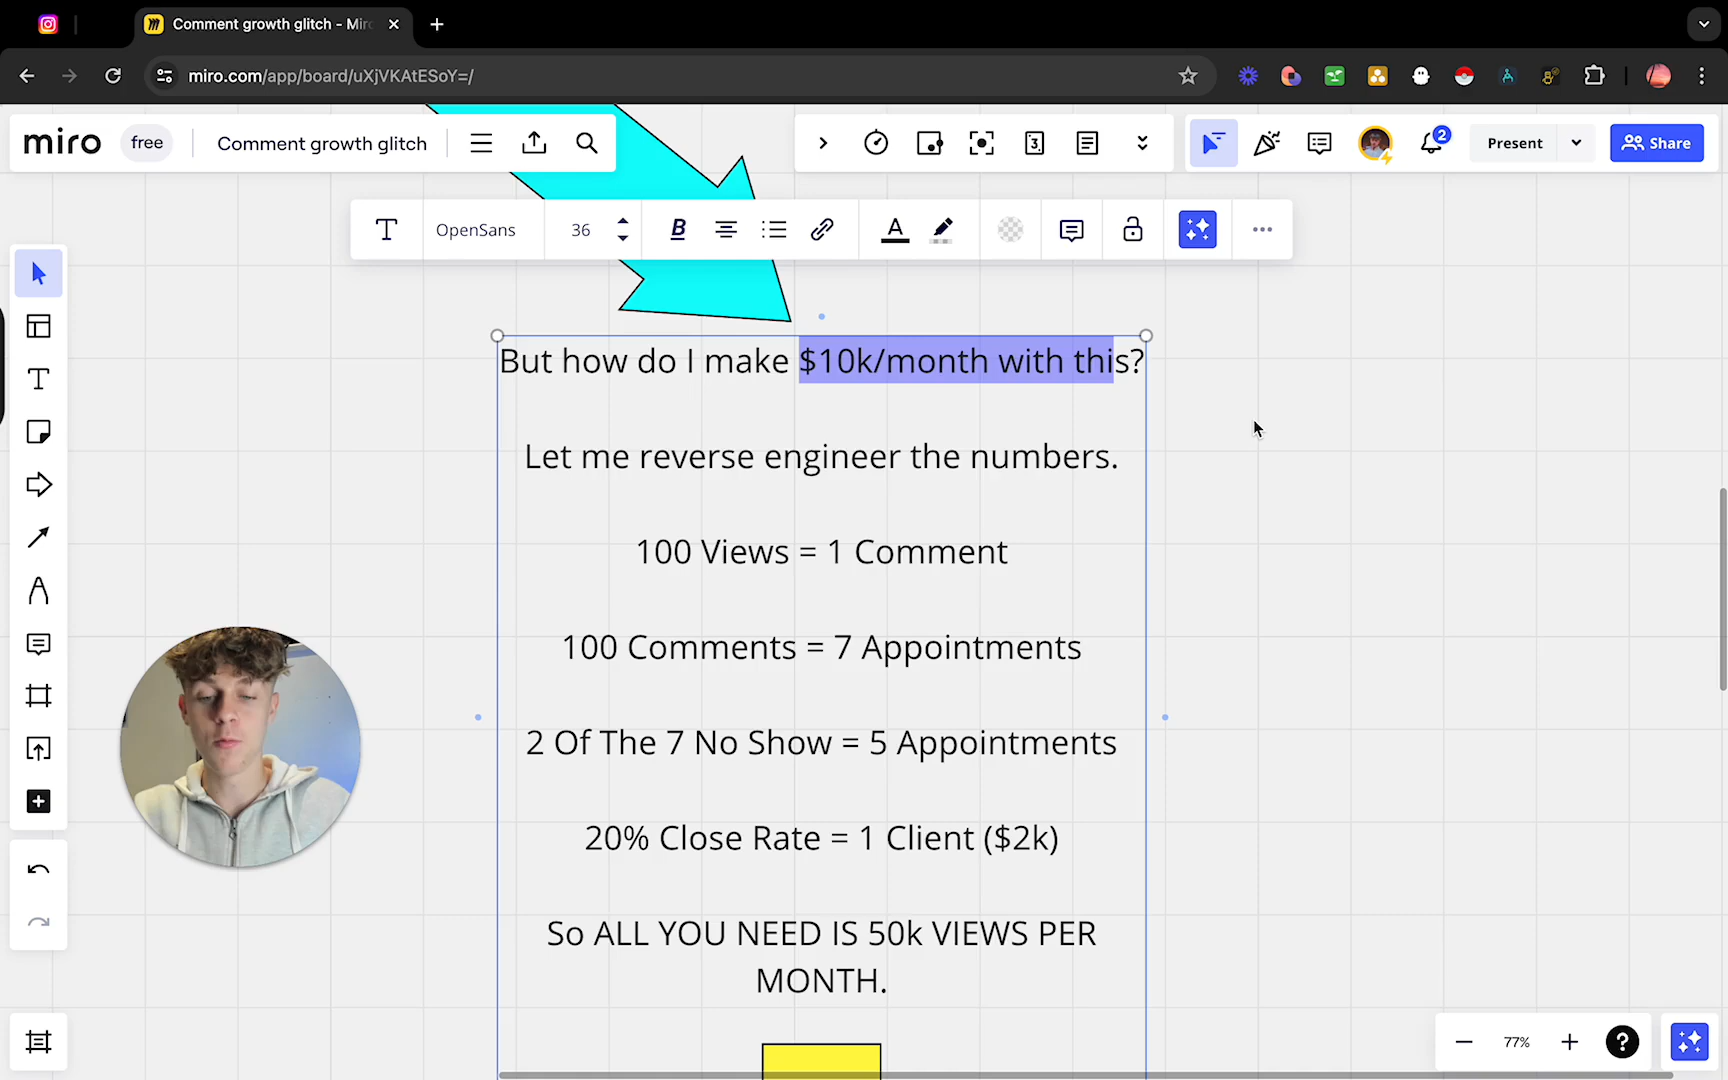 Comment growth glitch - Mir
miro.com/app/board/uXjVKAtESoY=/
miro
free
Comment growth glitch
3
2
Present
Share
T
OpenSans
36
B
A
But how do I make $10k/month with this?
Let me reverse engineer the numbers.
100 Views = 1 Comment
100 Comments = 7 Appointments
2 Of The 7 No Show = 5 Appointments
20% Close Rate = 1 Client ($2k)
So ALL YOU NEED IS 50k VIEWS PER
MONTH.
77%
?